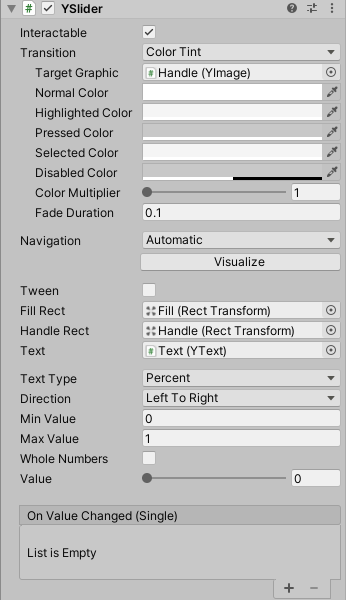 YSlider
Interactable
Transition Color Tint
Target Graphic # Handle (YImage)
Normal Color
Highlighted Color
Pressed Color
Selected Color
Disabled Color
Color Multiplier 1
Fade Duration 0.1
Navigation Automatic
Visualize
Tween
Fill Rect Fill (Rect Transform)
Handle Rect Handle (Rect Transform)
Text # Text (YText)
Text Type Percent
Direction Left To Right
Min Value 0
Max Value 1
Whole Numbers
Value 0
On Value Changed (Single)
List is Empty